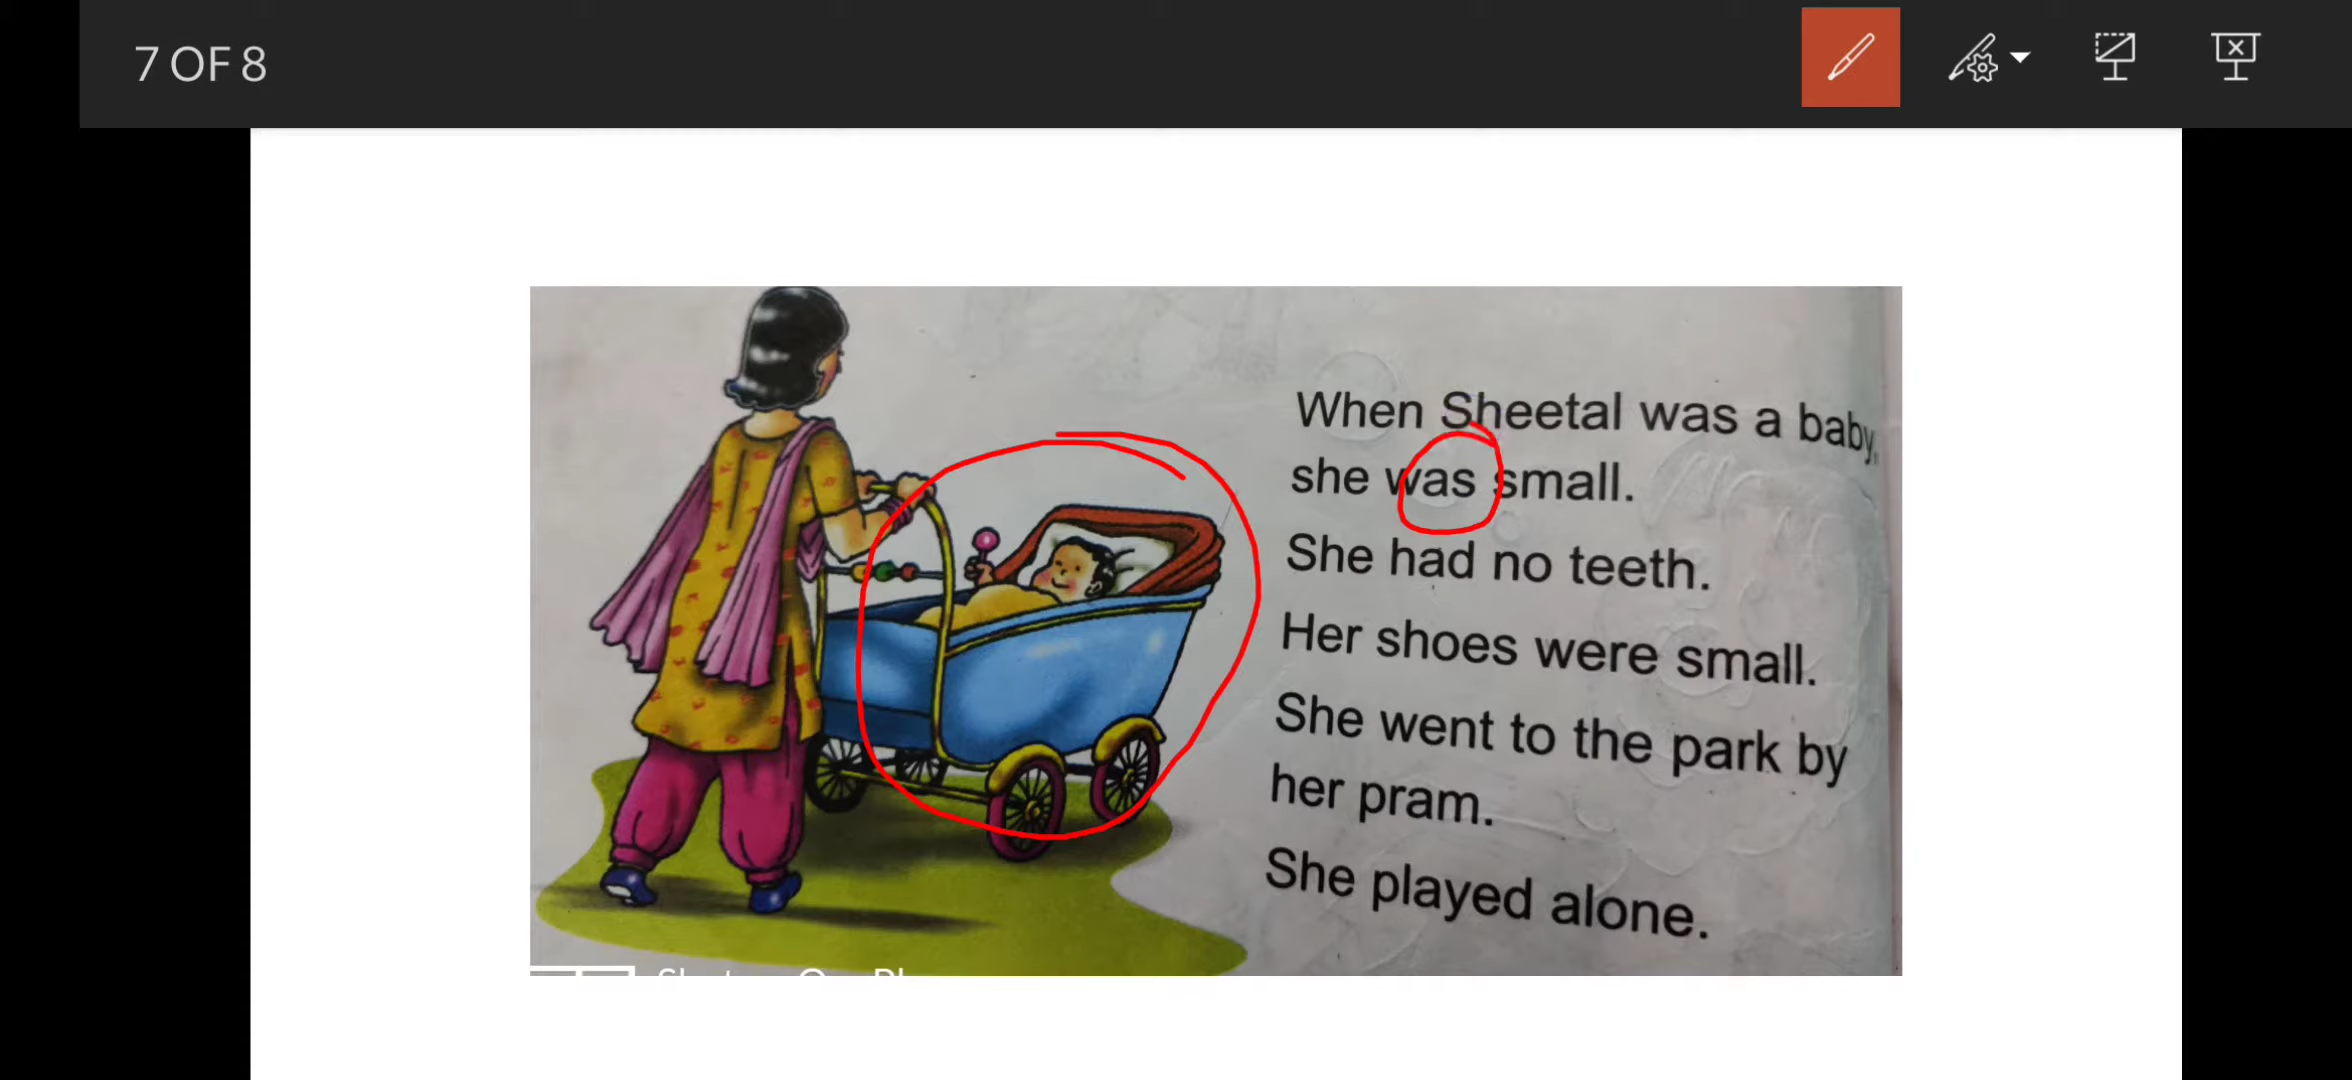 7 OF 8
When Sheetal was a baby,
she was small.
She had no teeth.
Her shoes were small.
She went to the park by
her pram.
She played alone.